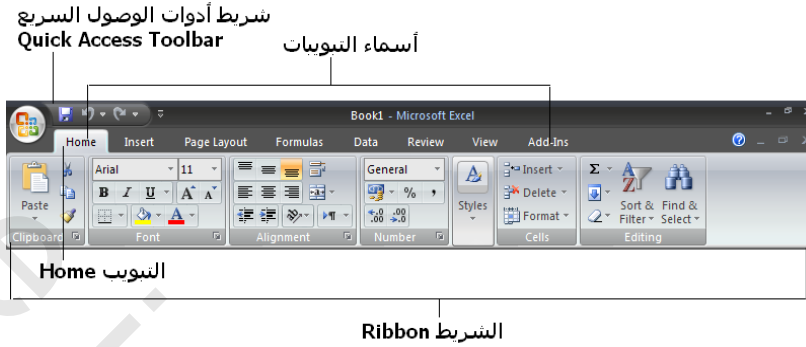 شريط أدوات الوصول السريع
Quick Access Toolbar
أسماء التبويبات
Book1 - Microsoft Excel
Home Insert Page Layout Formulas Data Review View Add-Ins
Arial 11 General Insert Σ
B I U A A % , Delete
Paste Styles Sort & Find &
A .00 .00 Format Filter Select
Clipboard Font Alignment Number Cells Editing
التبويب Home
الشريط Ribbon